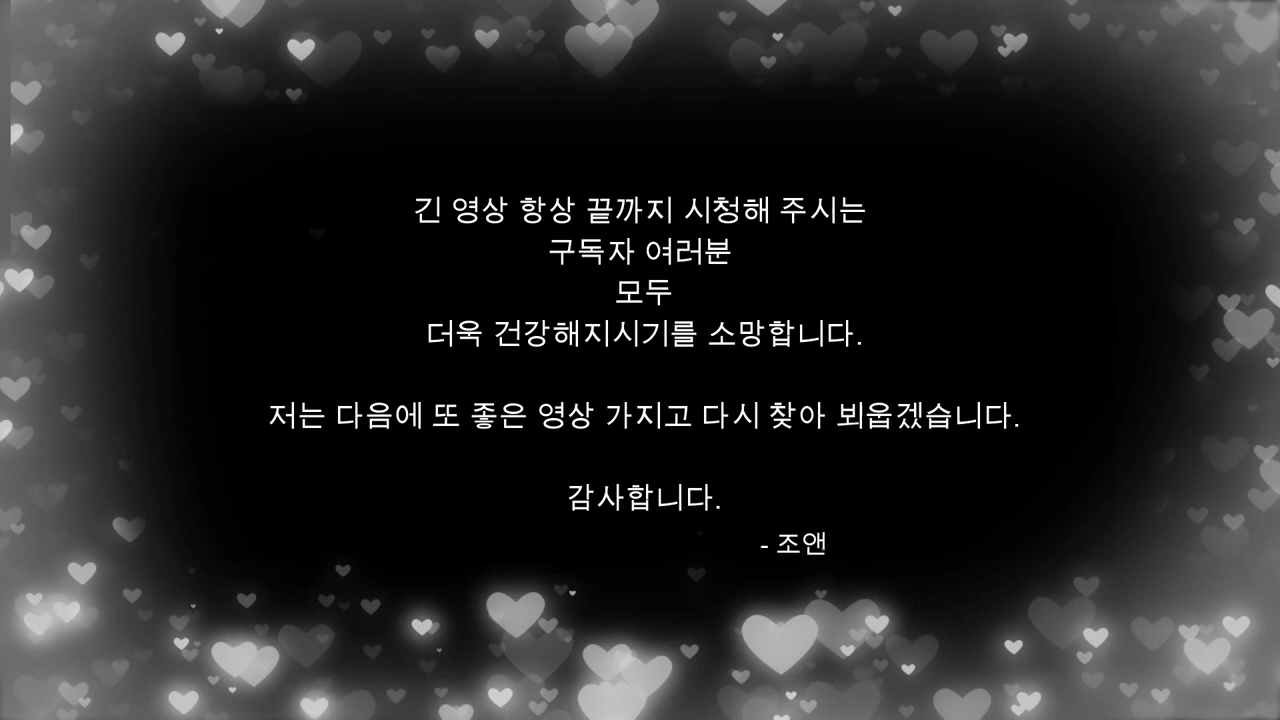 긴 영상 항상 끝까지 시청해 주시는
구독자 여러분
모두
더욱 건강해지시기를 소망합니다.
저는 다음에 또 좋은 영상 가지고 다시 찾아 뵈웁겠습니다.
감사합니다.
- 조앤